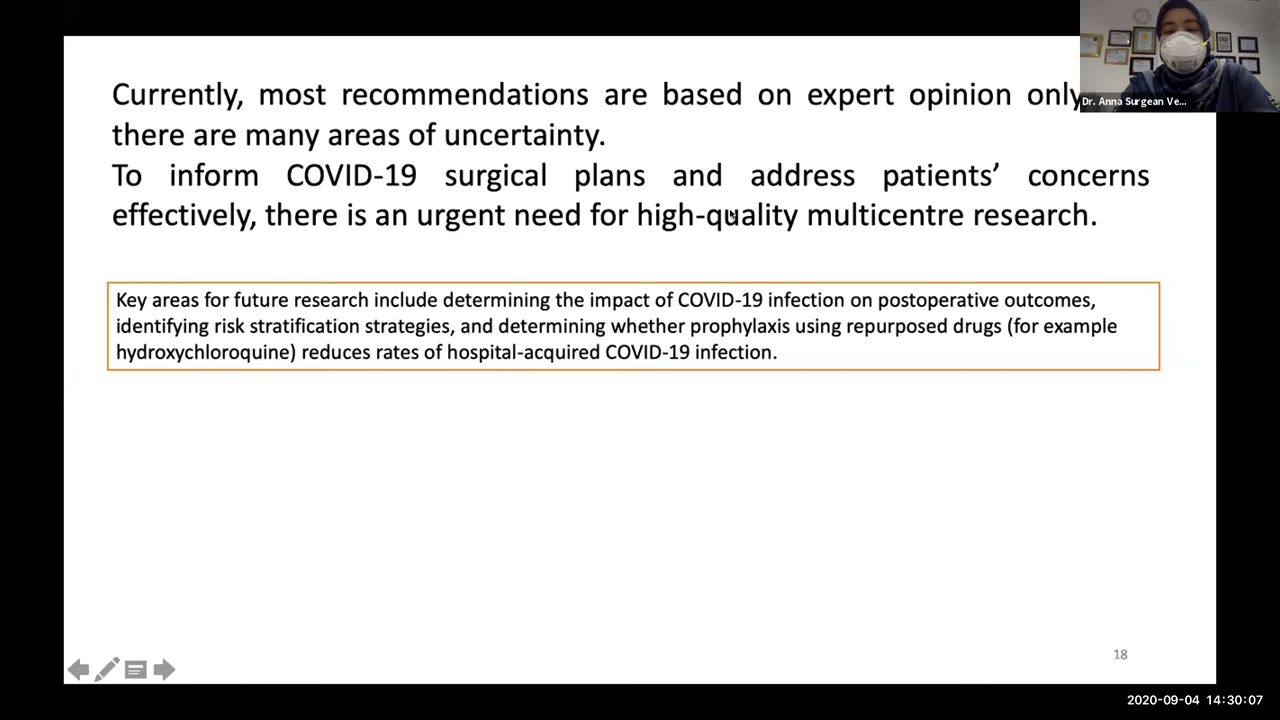 Currently, most recommendations are based on expert opinion only
there are many areas of uncertainty.
To inform COVID-19 surgical plans and address patients’ concerns
effectively, there is an urgent need for high-quality multicentre research.
Key areas for future research include determining the impact of COVID-19 infection on postoperative outcomes,
identifying risk stratification strategies, and determining whether prophylaxis using repurposed drugs (for example
hydroxychloroquine) reduces rates of hospital-acquired COVID-19 infection.
Dr. Anna Surgean Ve...
18
2020-09-04 14:30:07